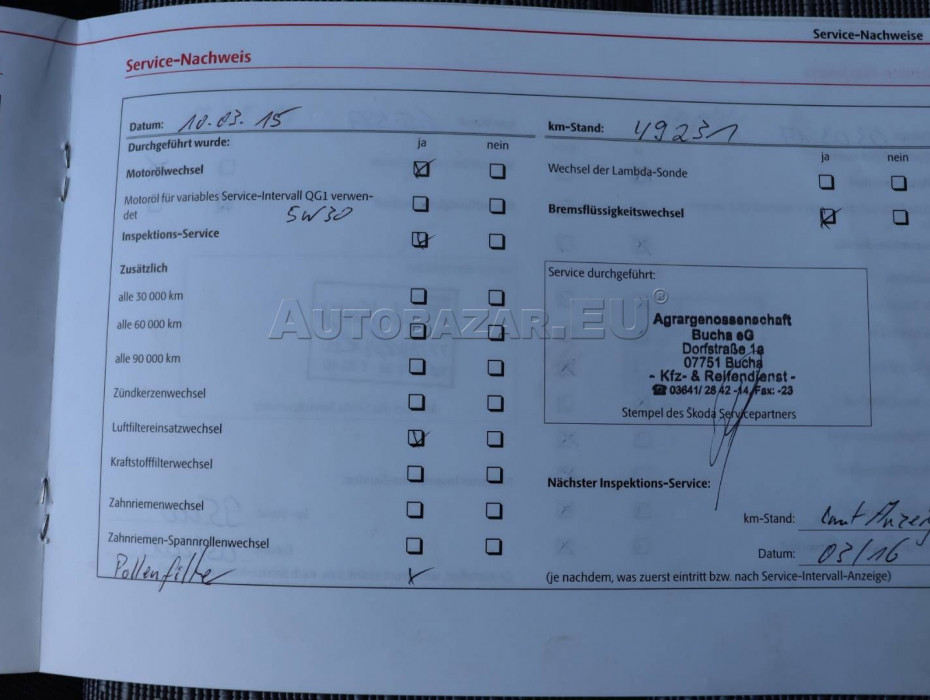 Service-Nachweise
Service-Nachweis
Datum: 10.03.15
Durchgeführt wurde: ja nein
Motorölwechsel
Motoröl für variables Service-Intervall QG1 verwen-
det 5W30
Inspektions-Service
Zusätzlich
alle 30 000 km
alle 60 000 km
alle 90 000 km
Zündkerzenwechsel
Luftfiltereinsatzwechsel
Kraftstofffilterwechsel
Zahnriemenwechsel
Zahnriemen-Spannrollenwechsel
Pollenfilter x
km-Stand: 49231
ja nein
Wechsel der Lambda-Sonde
Bremsflüssigkeitswechsel
Service durchgeführt:
AUTOBAZAR.EU®
Agrargenossenschaft
Bucha eG
Dorfstraße 1a
07751 Bucha
- Kfz- & Reifendienst -
☎ 03641/ 28 42 -14, Fax: -23
Stempel des Škoda Servicepartners
Nächster Inspektions-Service:
km-Stand: laut Anzeig
Datum: 03/16
(je nachdem, was zuerst eintritt bzw. nach Service-Intervall-Anzeige)